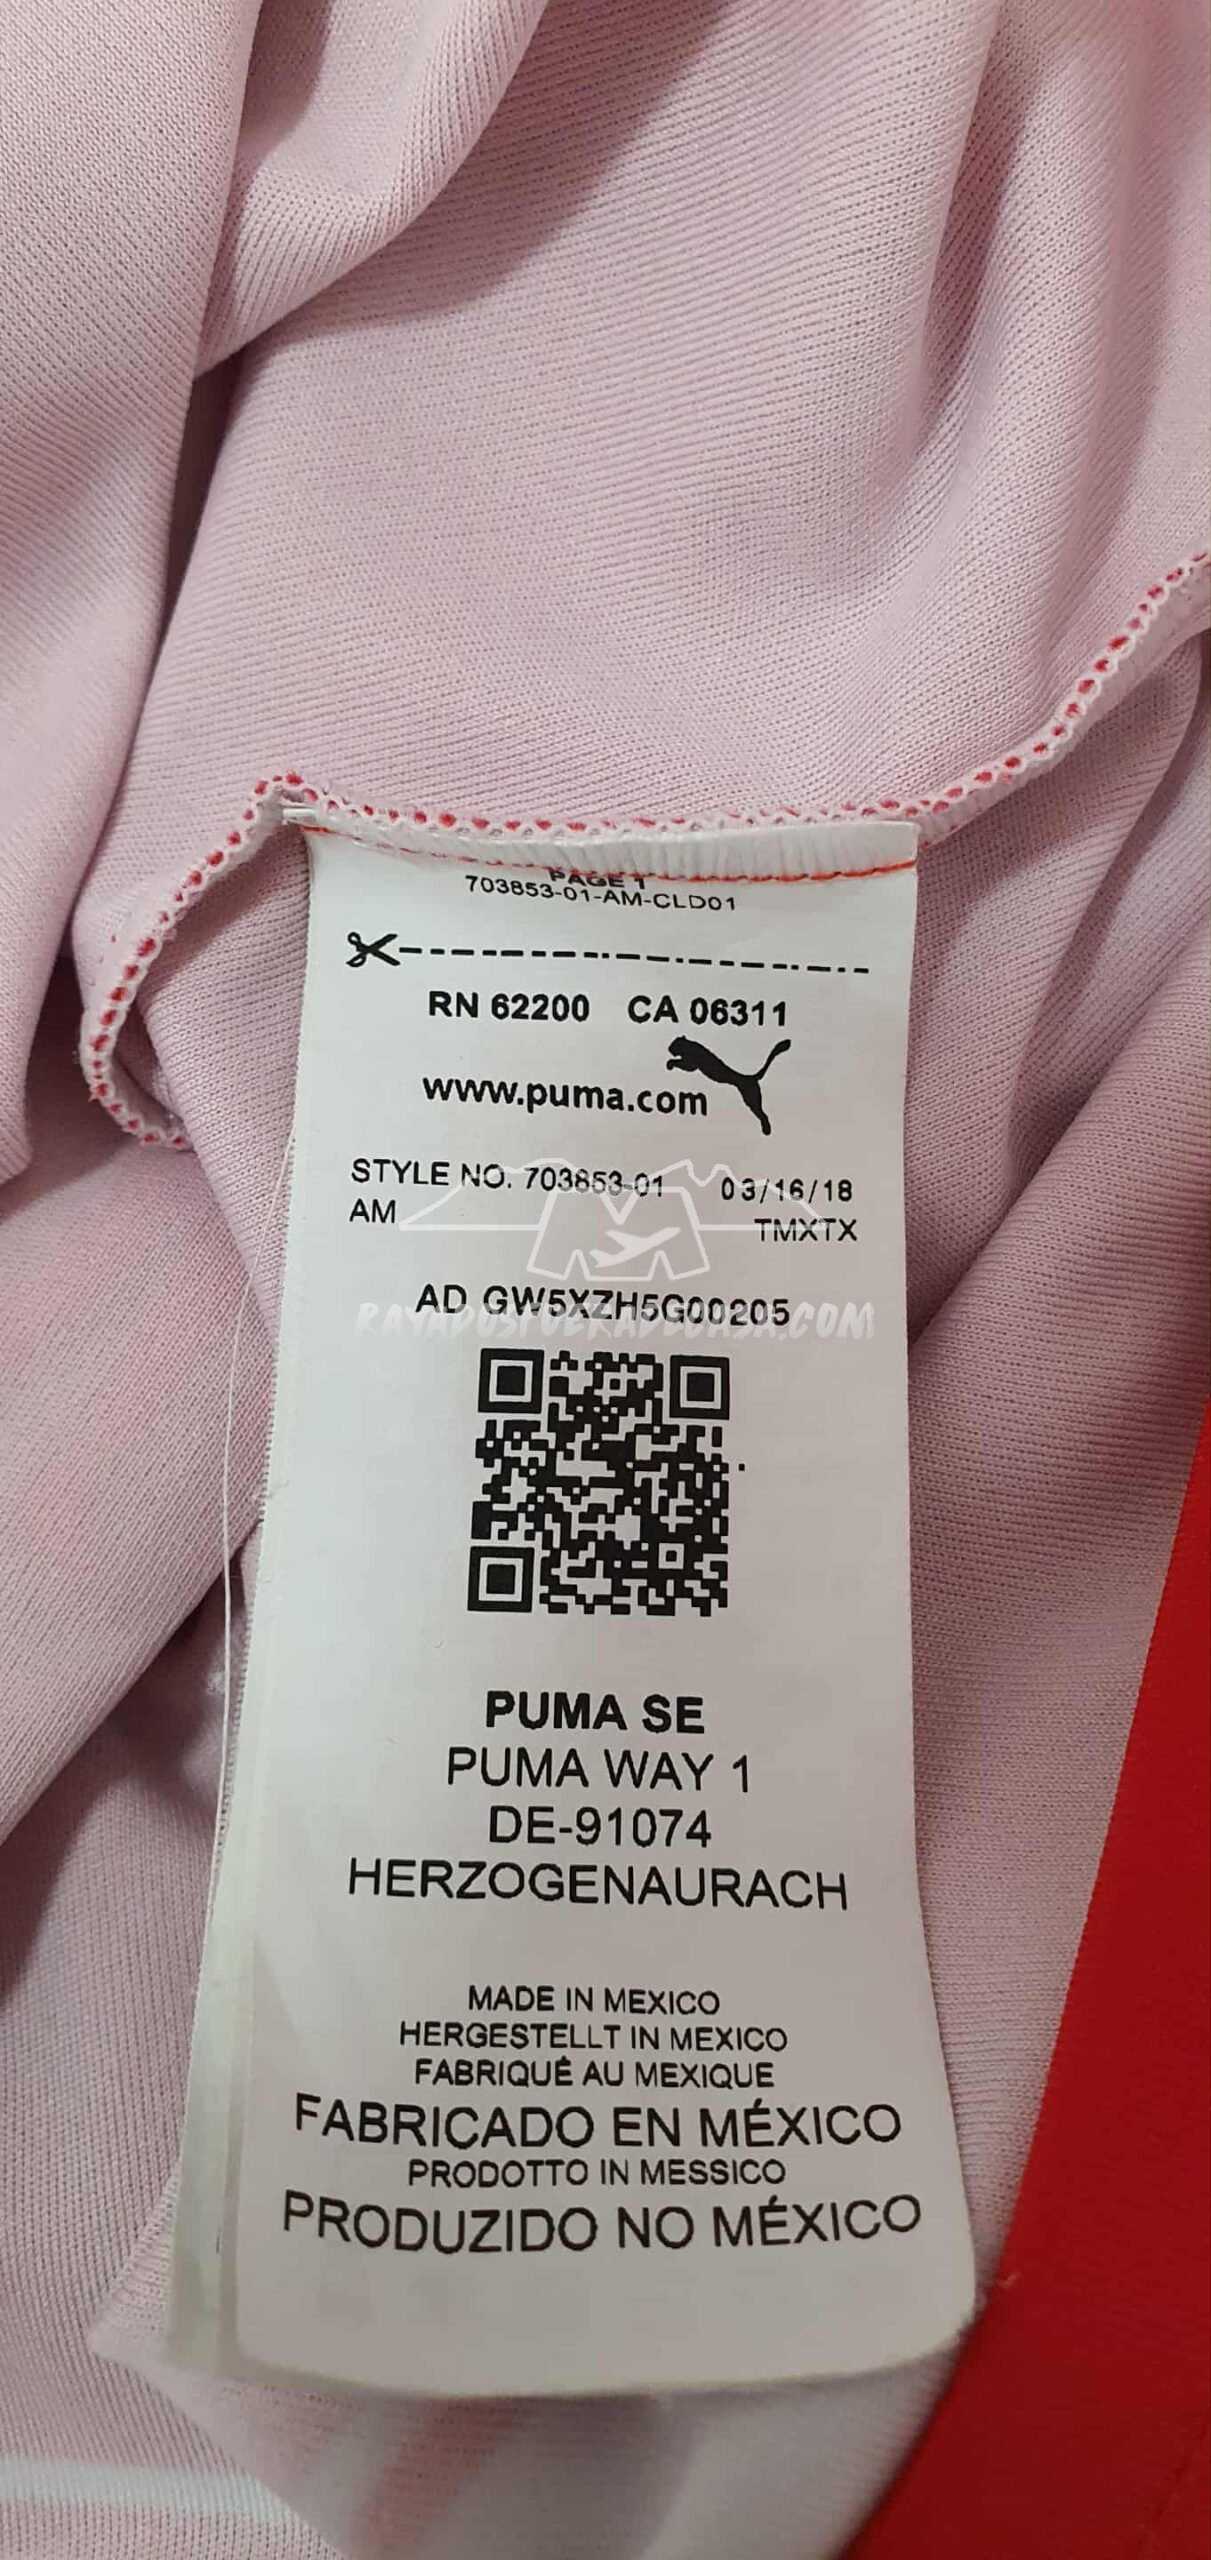 PAGE 1
703853-01-AM-CLD01
RN 62200 CA 06311
www.puma.com
STYLE NO. 703853-01 03/16/18
AM TMXTX
AD GW5XZH5G00205
RAYADOSFUERADECASA.COM
PUMA SE
PUMA WAY 1
DE-91074
HERZOGENAURACH
MADE IN MEXICO
HERGESTELLT IN MEXICO
FABRIQUÉ AU MEXIQUE
FABRICADO EN MÉXICO
PRODOTTO IN MESSICO
PRODUZIDO NO MÉXICO